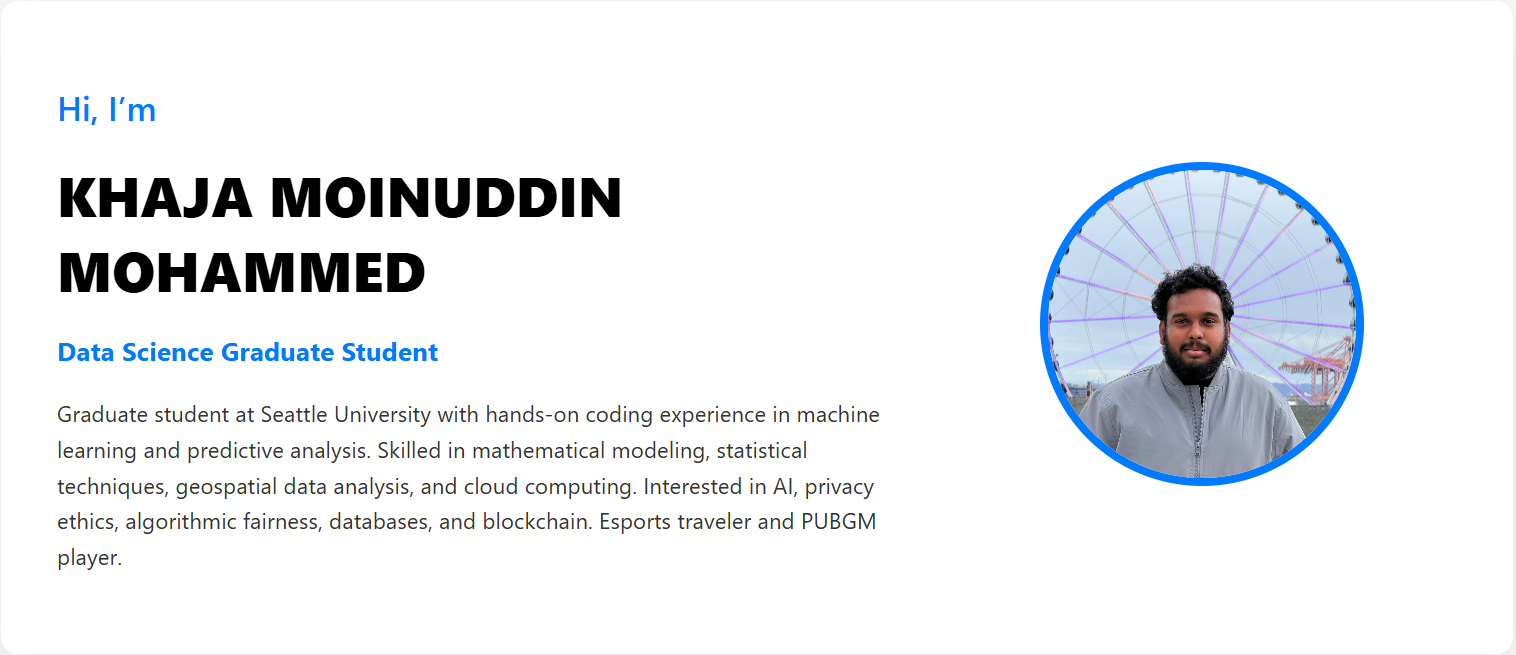 Hi, I’m
KHAJA MOINUDDIN
MOHAMMED
Data Science Graduate Student
Graduate student at Seattle University with hands-on coding experience in machine
learning and predictive analysis. Skilled in mathematical modeling, statistical
techniques, geospatial data analysis, and cloud computing. Interested in AI, privacy
ethics, algorithmic fairness, databases, and blockchain. Esports traveler and PUBGM
player.